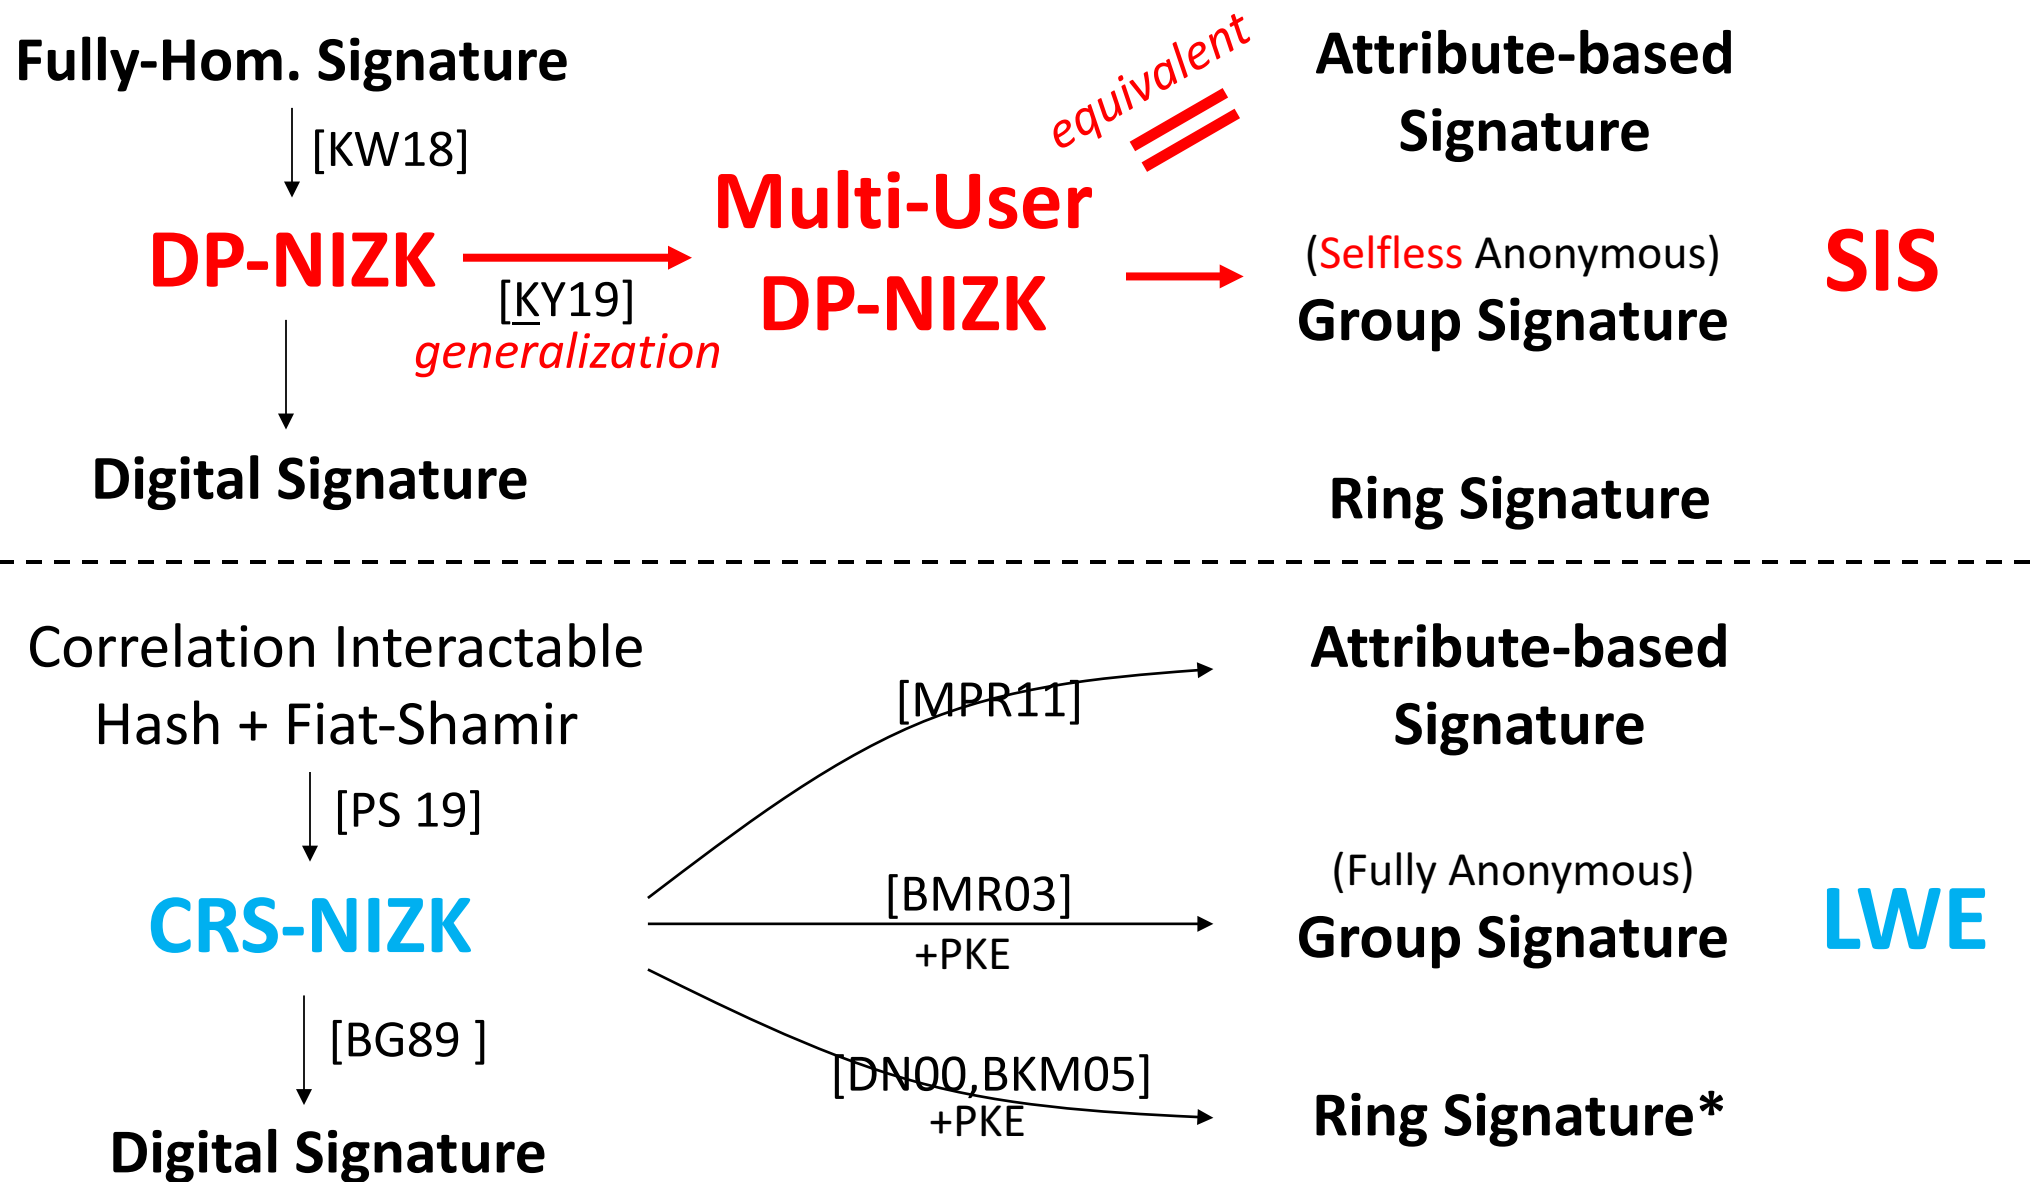 Fully-Hom. Signature
[KW18]
DP-NIZK
[KY19]
generalization
Digital Signature
Multi-User
DP-NIZK
equivalent
Attribute-based
Signature
(Selfless Anonymous)
Group Signature
SIS
Ring Signature
Correlation Interactable
Hash + Fiat-Shamir
[PS 19]
CRS-NIZK
[BG89 ]
Digital Signature
[MPR11]
[BMR03]
+PKE
[DN00,BKM05]
+PKE
Attribute-based
Signature
(Fully Anonymous)
Group Signature
LWE
Ring Signature*